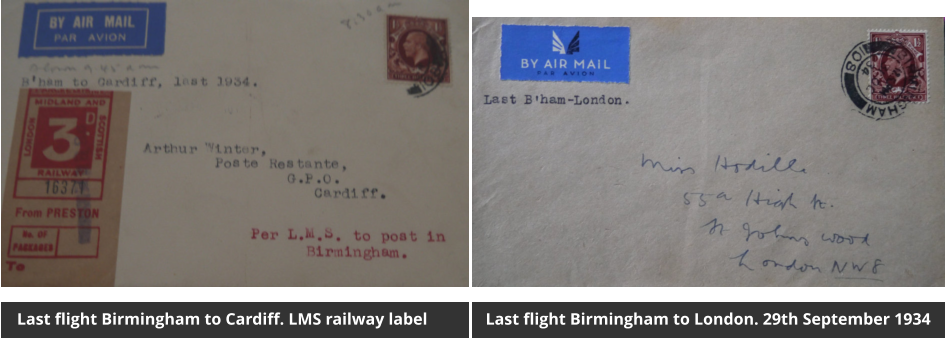 BY AIR MAIL
PAR AVION
B'ham to Cardiff, last 1934.
LONDON MIDLAND AND SCOTTISH
3D
RAILWAY
1637
From PRESTON
No. OF
PACKAGES
To
Arthur Winter,
Poste Restante,
G.P.O.
Cardiff.
Per L.M.S. to post in
Birmingham.
Last flight Birmingham to Cardiff. LMS railway label
BY AIR MAIL
PAR AVION
Last B'ham-London.
Miss
55a High St.
St Johns Wood
London NW8
Last flight Birmingham to London. 29th September 1934